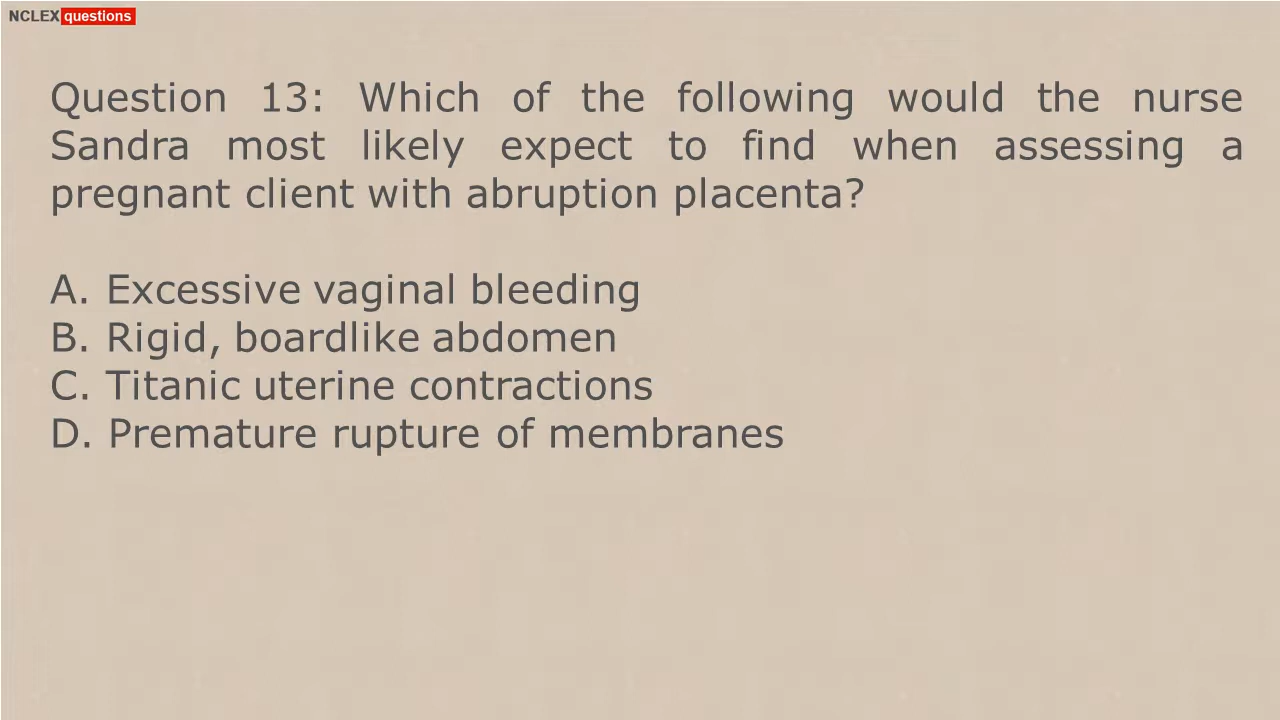 NCLEX questions
Question 13: Which of the following would the nurse
Sandra most likely expect to find when assessing a
pregnant client with abruption placenta?
A. Excessive vaginal bleeding
B. Rigid, boardlike abdomen
C. Titanic uterine contractions
D. Premature rupture of membranes